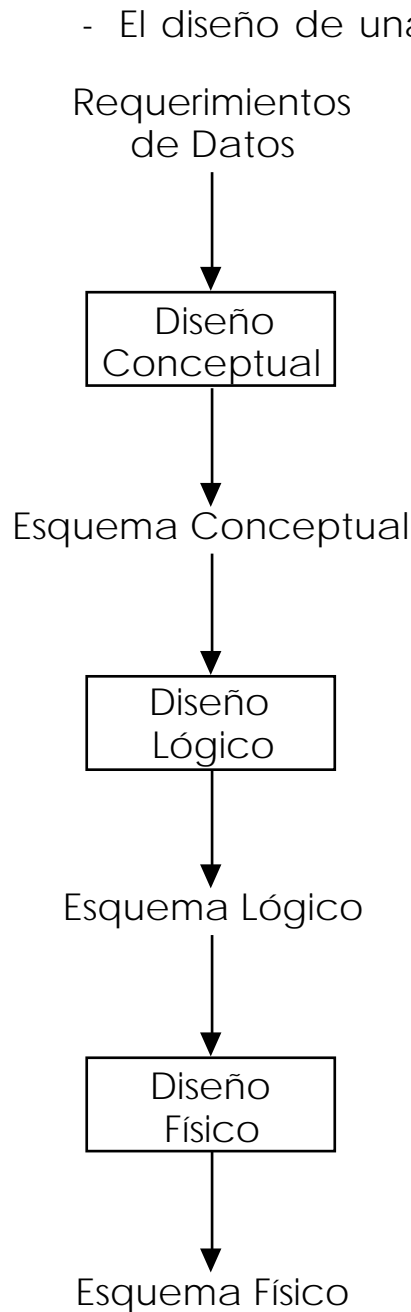 - El diseño de una
Requerimientos
de Datos
Diseño
Conceptual
Esquema Conceptual
Diseño
Lógico
Esquema Lógico
Diseño
Físico
Esquema Físico